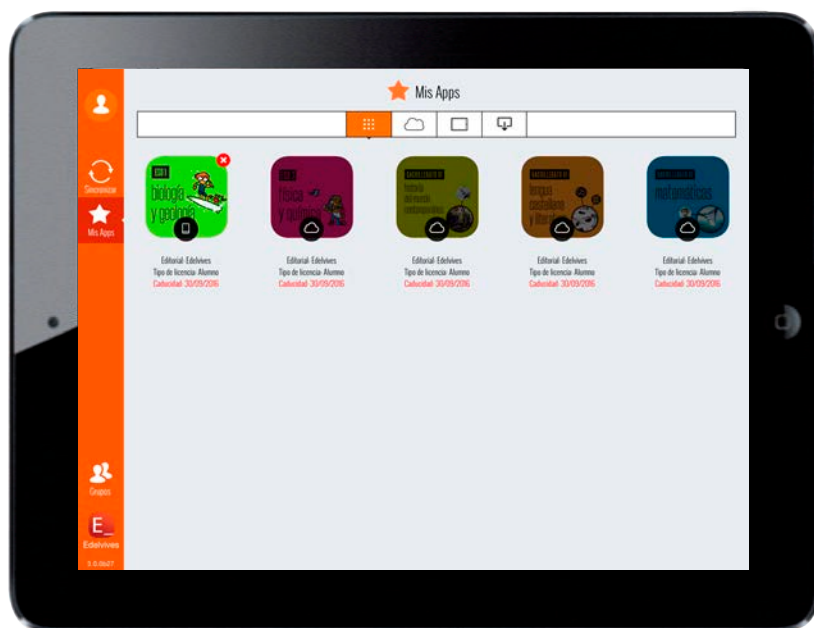 Mis Apps
Sincronizar
Mis Apps
biología
y geología
física
y química
historia
del mundo
contemporáneo
lengua
castellana
y literatura
matemáticas
Editorial: Edelvives
Tipo de licencia: Alumno
Caducidad: 30/09/2016
Editorial: Edelvives
Tipo de licencia: Alumno
Caducidad: 30/09/2016
Editorial: Edelvives
Tipo de licencia: Alumno
Caducidad: 30/09/2016
Editorial: Edelvives
Tipo de licencia: Alumno
Caducidad: 30/09/2016
Editorial: Edelvives
Tipo de licencia: Alumno
Caducidad: 30/09/2016
Grupos
E_
Edelvives